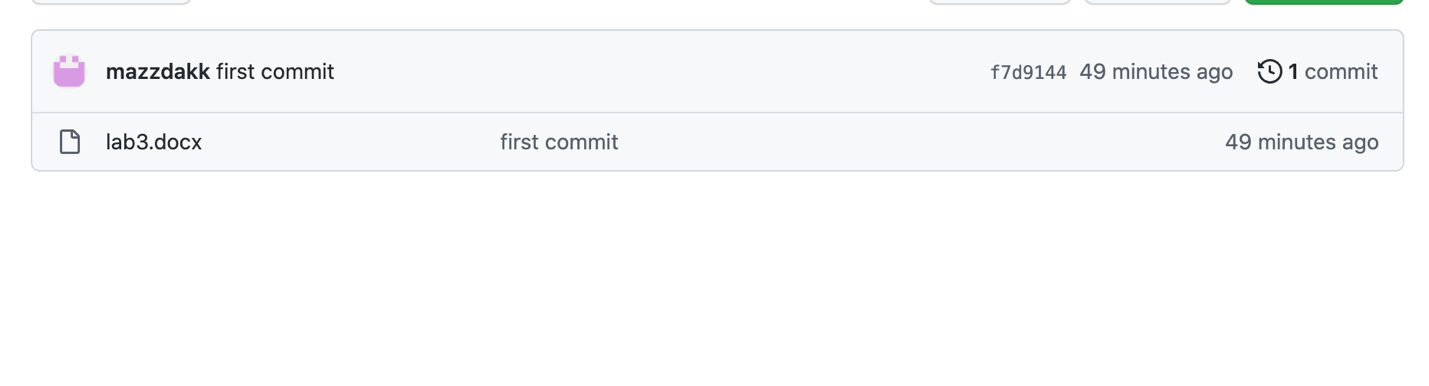 mazzdakk first commit f7d9144 49 minutes ago 1 commit
lab3.docx first commit 49 minutes ago